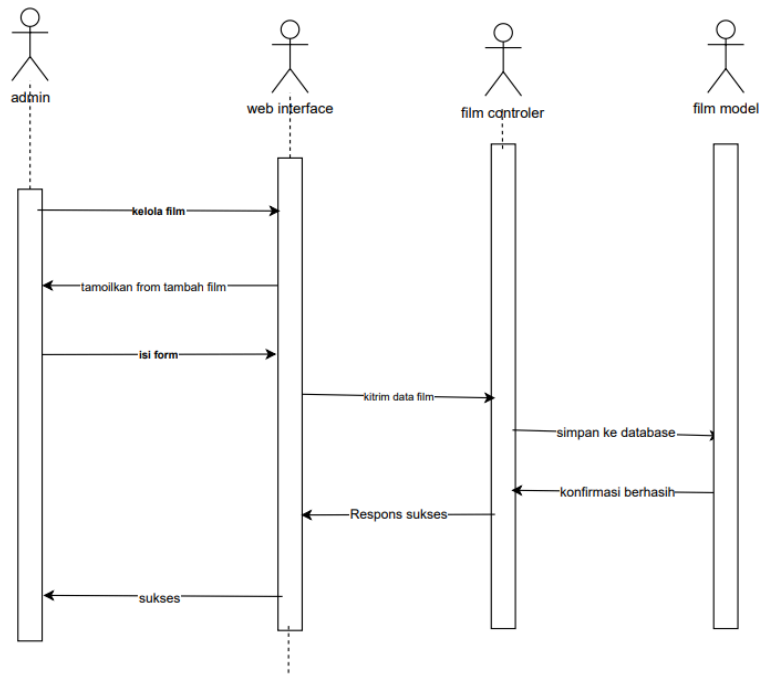 admin
web interface
film controler
film model
kelola film
tamoilkan from tambah film
isi form
kitrim data film
simpan ke database
konfirmasi berhasih
Respons sukses
sukses